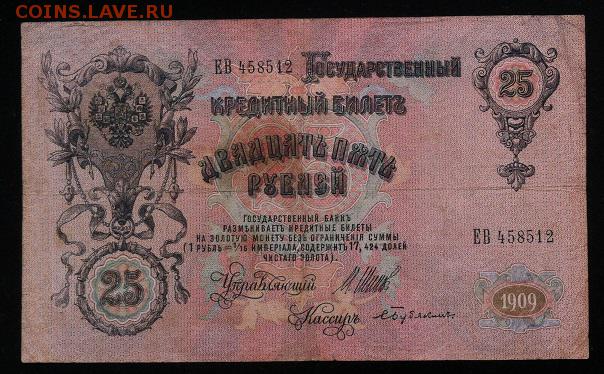 COINS.LAVE.RU
ЕВ 458512 Государственный 25
Кредитный Билетъ
Двадцать пять
рублей
Государственный Банкъ
размѣниваетъ кредитные билеты
на золотую монету безъ ограниченія суммы
(1 рубль = 1/15 имперіала, содержитъ 17,424 долей
чистаго золота).
ЕВ 458512
25
Управляющій
1909
Кассиръ